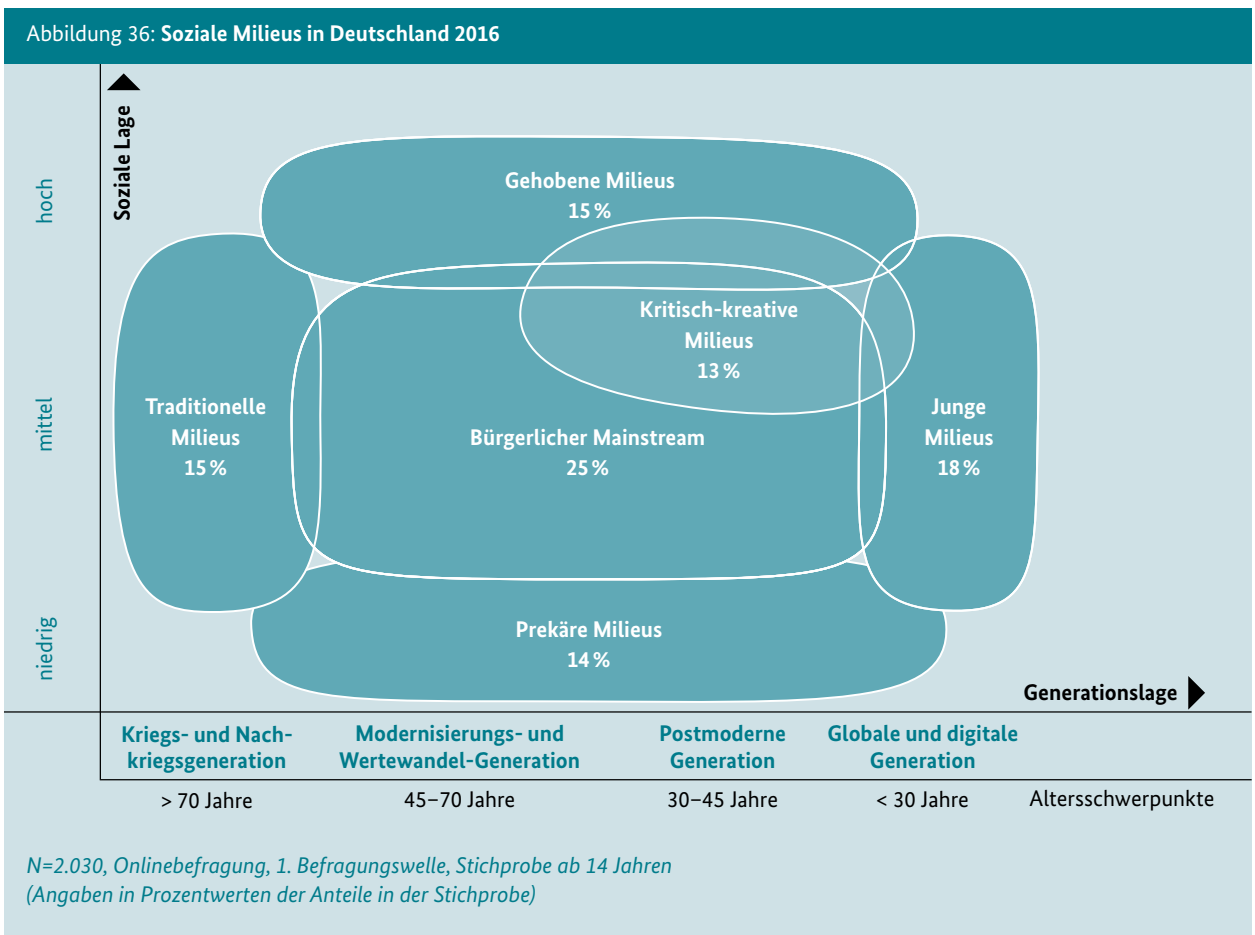 Abbildung 36: Soziale Milieus in Deutschland 2016
Soziale Lage
hoch
mittel
niedrig
Gehobene Milieus
15 %
Kritisch-kreative
Milieus
13 %
Traditionelle
Milieus
15 %
Bürgerlicher Mainstream
25 %
Junge
Milieus
18 %
Prekäre Milieus
14 %
Generationslage
Kriegs- und Nach-
kriegsgeneration
Modernisierungs- und
Wertewandel-Generation
Postmoderne
Generation
Globale und digitale
Generation
> 70 Jahre
45–70 Jahre
30–45 Jahre
< 30 Jahre
Altersschwerpunkte
N=2.030, Onlinebefragung, 1. Befragungswelle, Stichprobe ab 14 Jahren
(Angaben in Prozentwerten der Anteile in der Stichprobe)